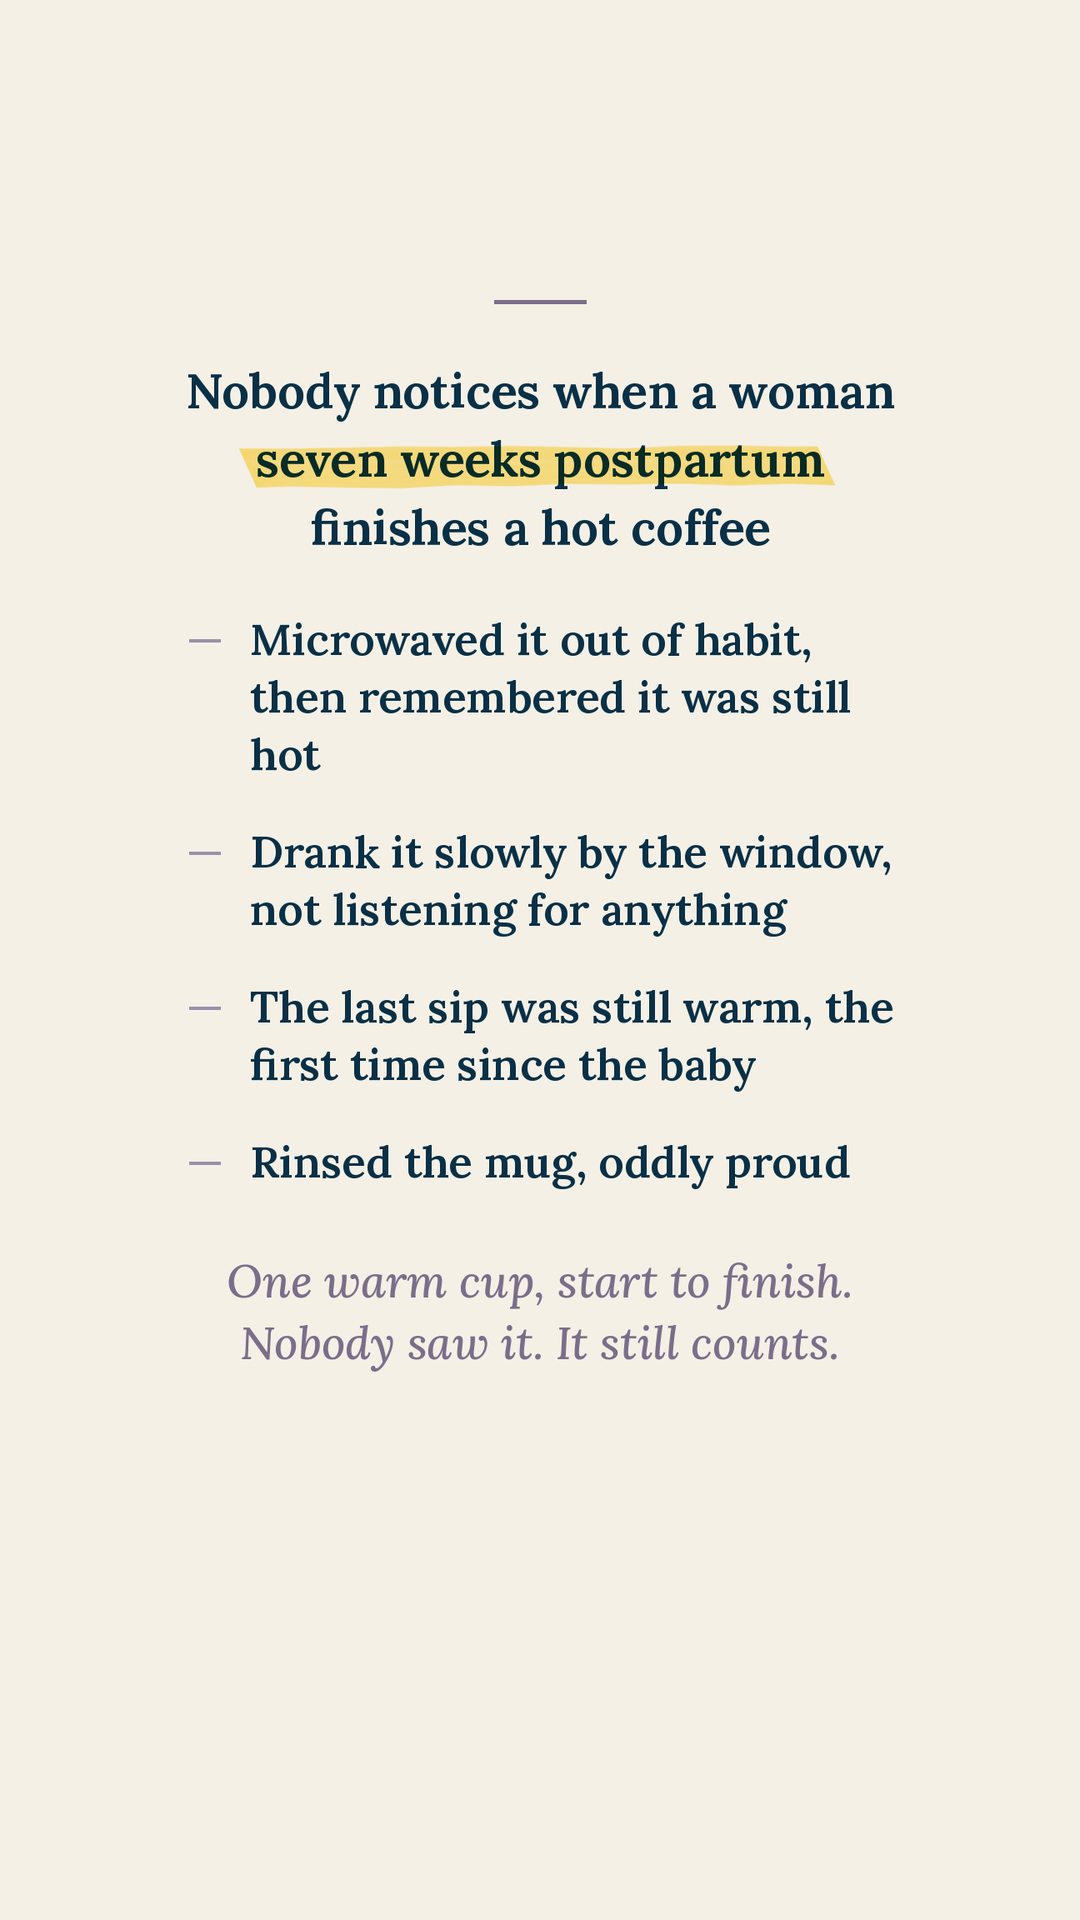 Nobody notices when a woman
seven weeks postpartum
finishes a hot coffee
— Microwaved it out of habit,
then remembered it was still
hot
— Drank it slowly by the window,
not listening for anything
— The last sip was still warm, the
first time since the baby
— Rinsed the mug, oddly proud
One warm cup, start to finish.
Nobody saw it. It still counts.